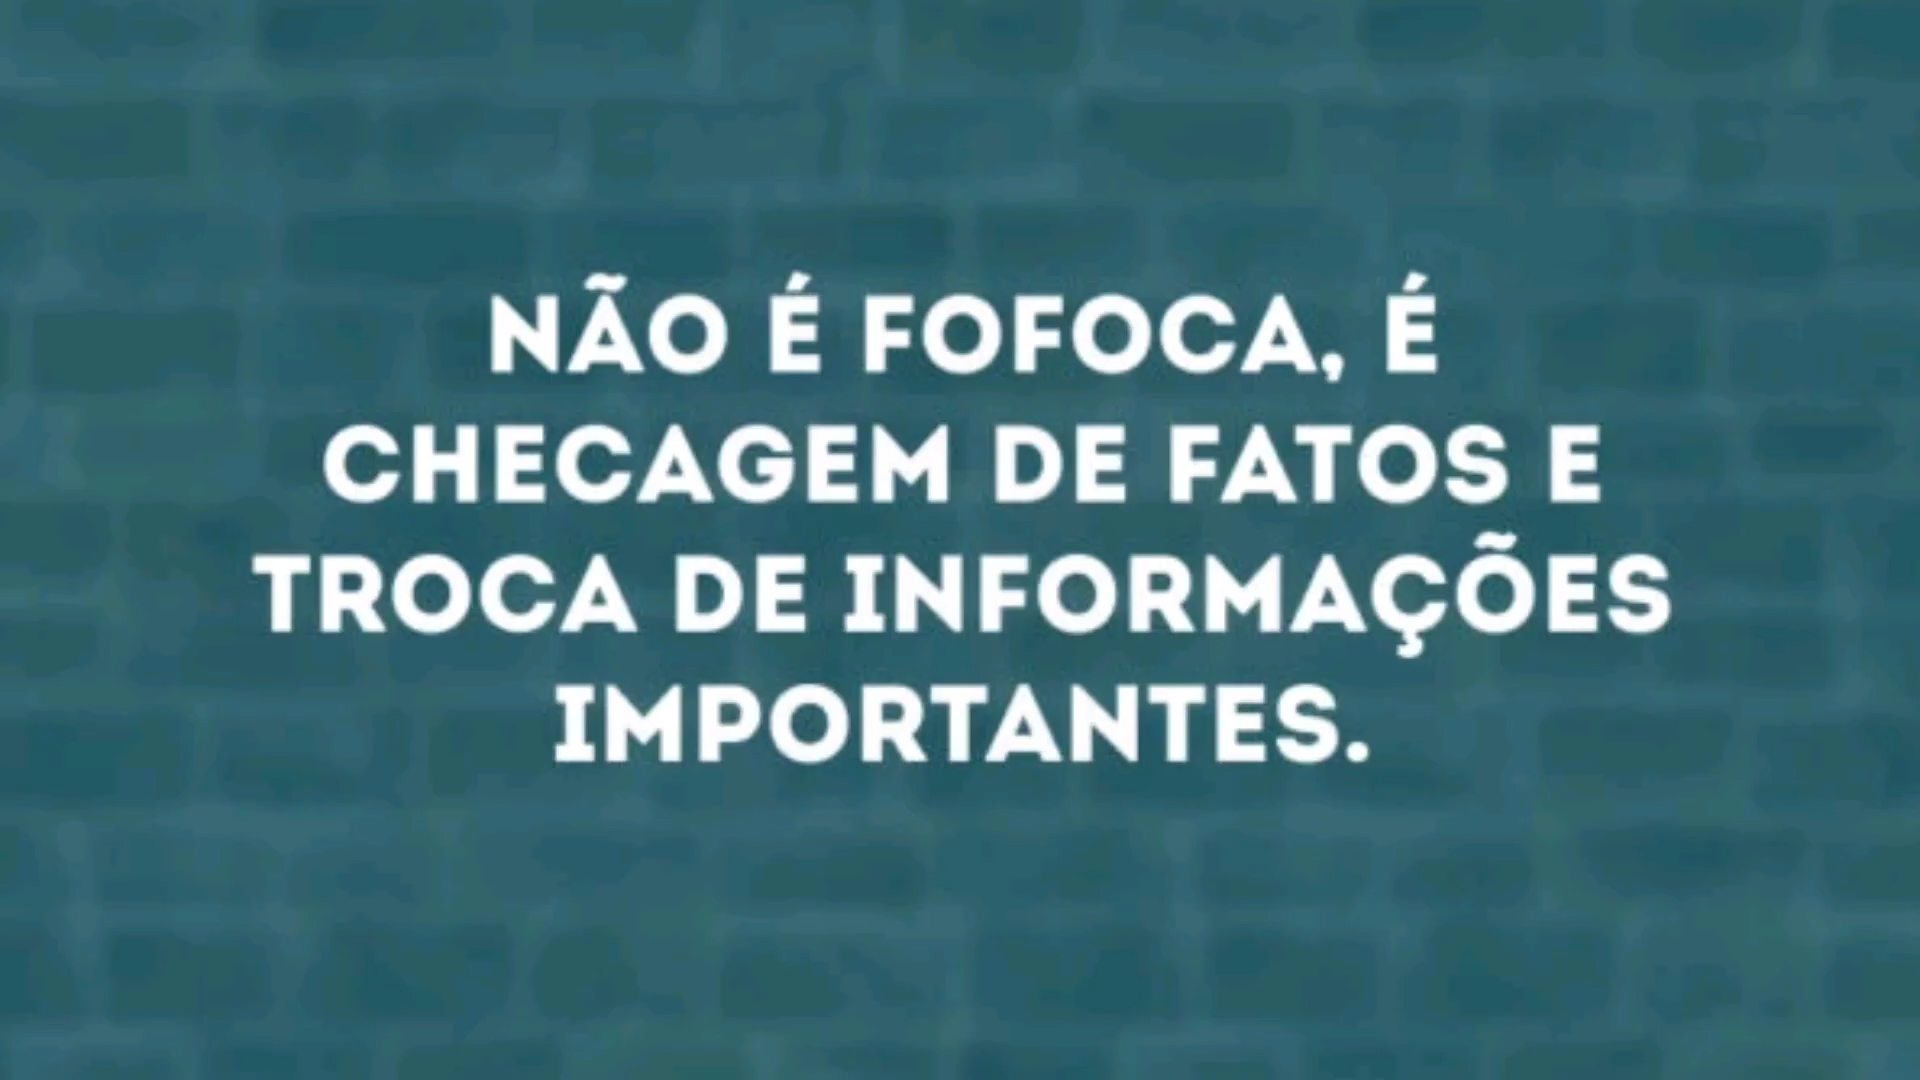 NÃO É FOFOCA, É
CHECAGEM DE FATOS E
TROCA DE INFORMAÇÕES
IMPORTANTES.